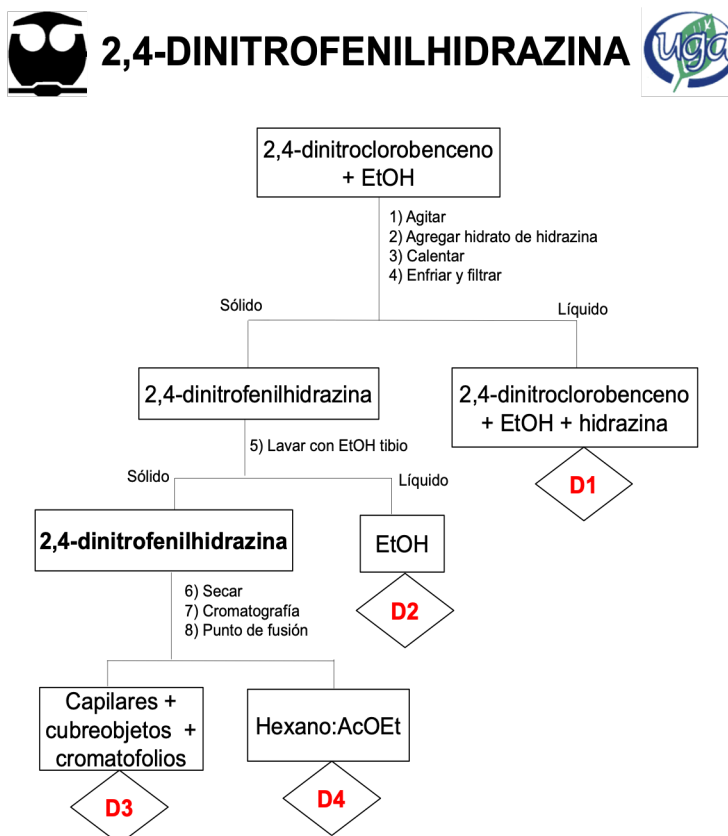 2,4-DINITROFENILHIDRAZINA
uga
2,4-dinitroclorobenceno
+ EtOH
1) Agitar
2) Agregar hidrato de hidrazina
3) Calentar
4) Enfriar y filtrar
Sólido
Líquido
2,4-dinitrofenilhidrazina
2,4-dinitroclorobenceno
+ EtOH + hidrazina
D1
5) Lavar con EtOH tibio
Sólido
Líquido
2,4-dinitrofenilhidrazina
EtOH
D2
6) Secar
7) Cromatografía
8) Punto de fusión
Capilares +
cubreobjetos +
cromatofolios
Hexano:AcOEt
D3
D4